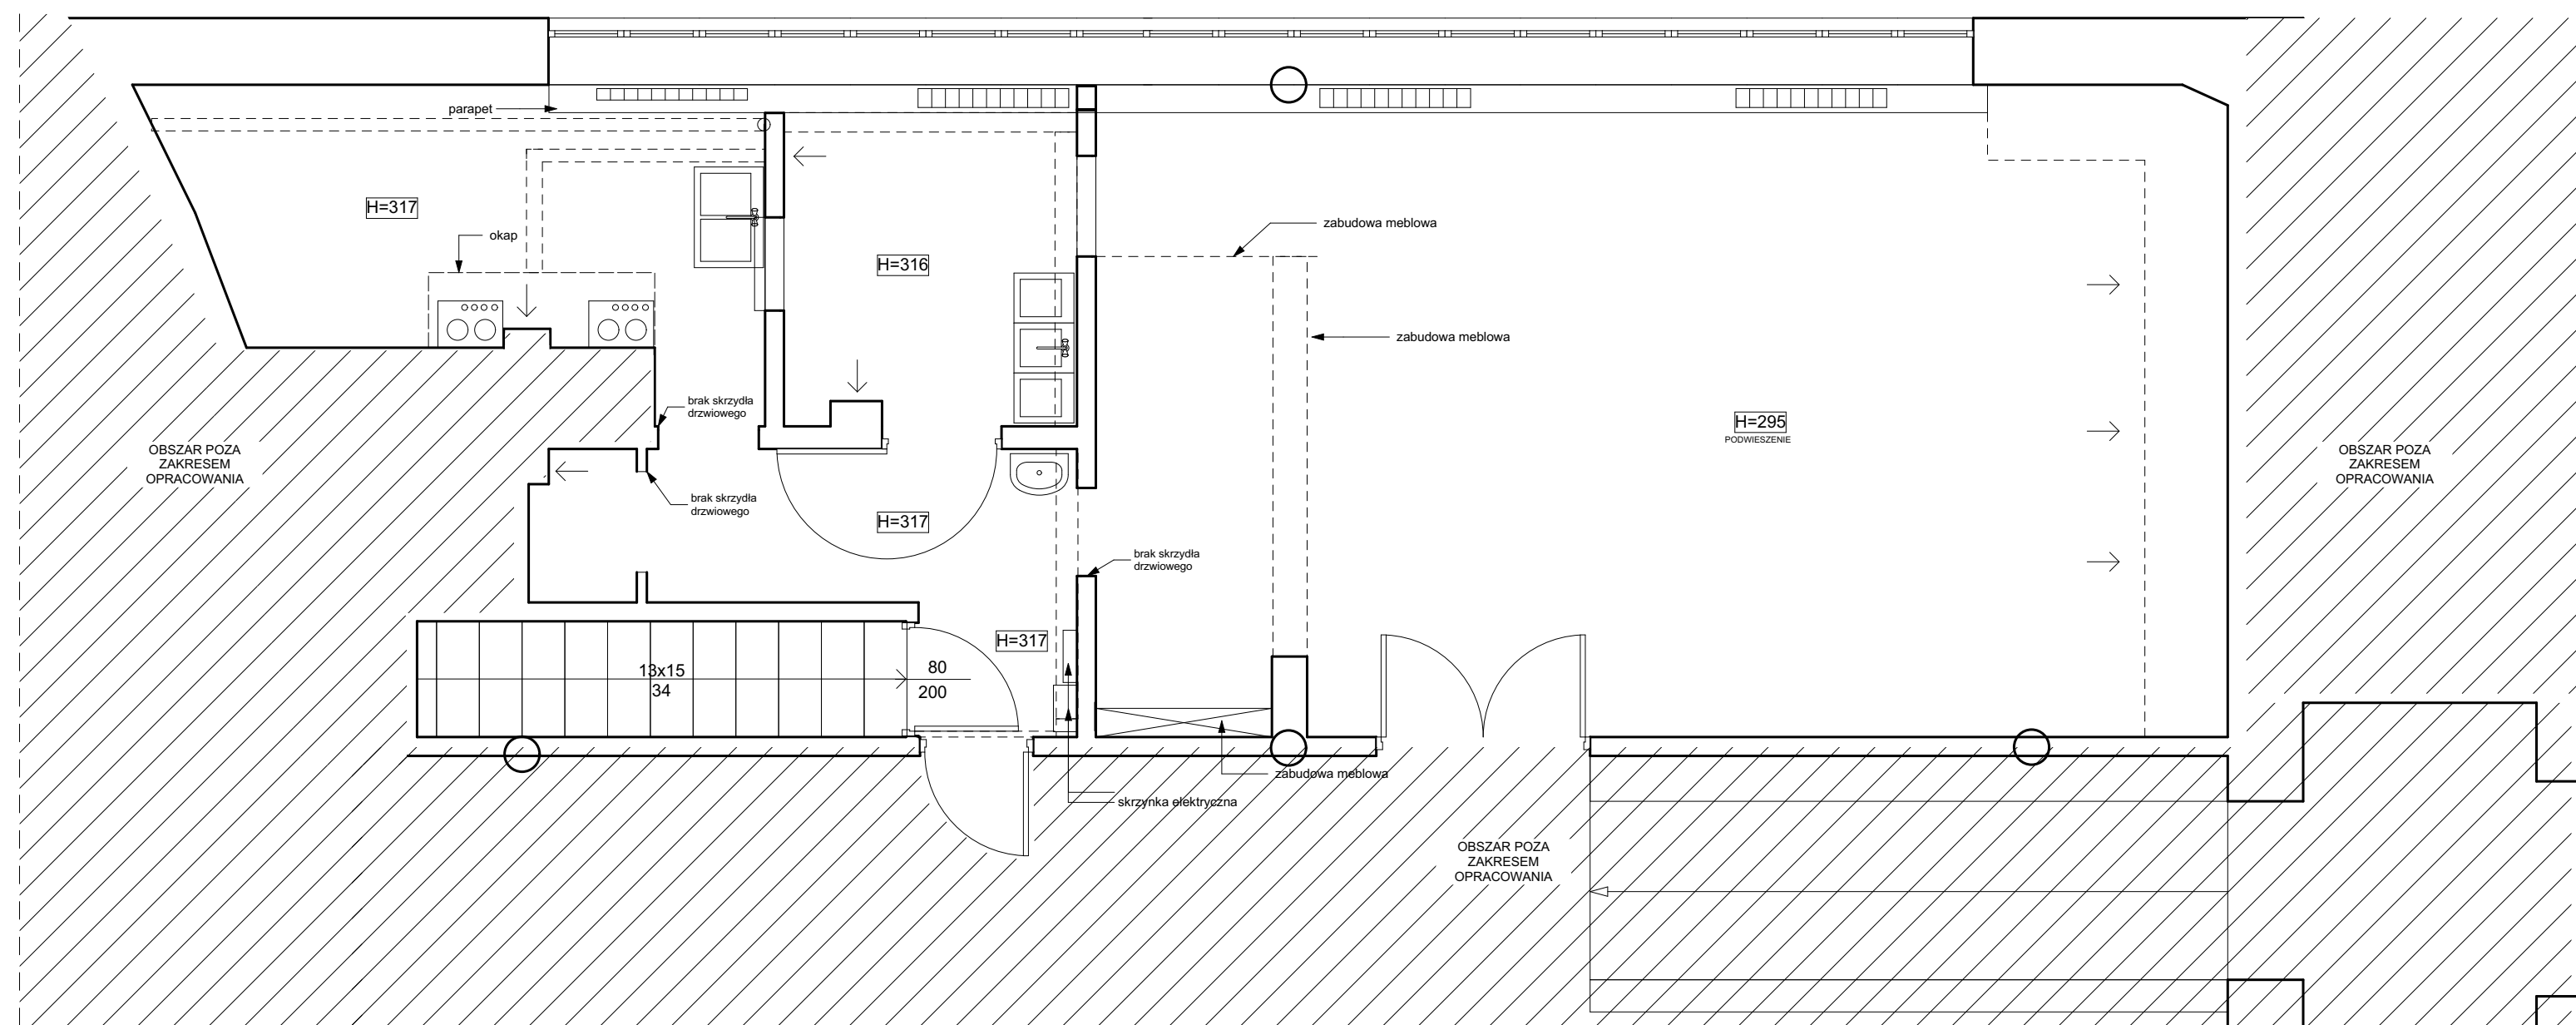 parapet
H=317
okap
H=316
zabudowa meblowa
zabudowa meblowa
brak skrzydła
drzwiowego
H=295
PODWIESZENIE
OBSZAR POZA
ZAKRESEM
OPRACOWANIA
OBSZAR POZA
ZAKRESEM
OPRACOWANIA
brak skrzydła
drzwiowego
H=317
brak skrzydła
drzwiowego
H=317
13x15
34
80
200
zabudowa meblowa
skrzynka elektryczna
OBSZAR POZA
ZAKRESEM
OPRACOWANIA